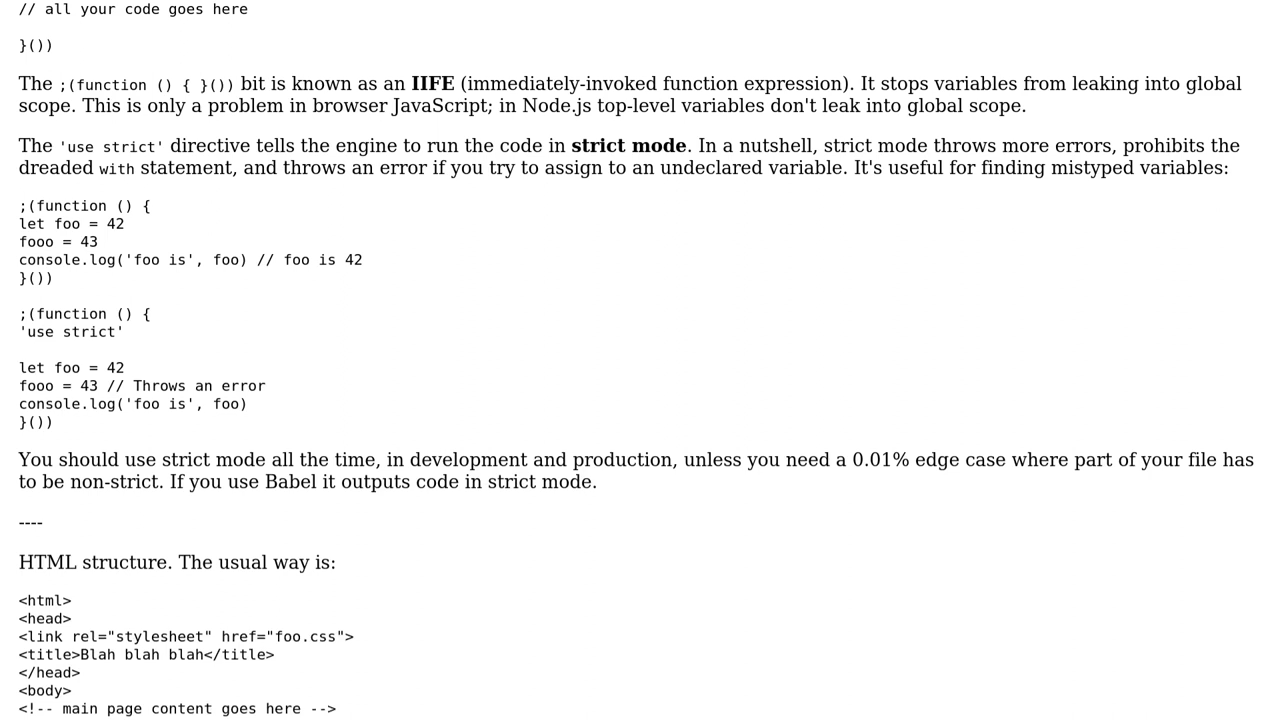 // all your code goes here
}())
The ;(function () { }()) bit is known as an IIFE (immediately-invoked function expression). It stops variables from leaking into global
scope. This is only a problem in browser JavaScript; in Node.js top-level variables don't leak into global scope.
The 'use strict' directive tells the engine to run the code in strict mode. In a nutshell, strict mode throws more errors, prohibits the
dreaded with statement, and throws an error if you try to assign to an undeclared variable. It's useful for finding mistyped variables:
;(function () {
let foo = 42
fooo = 43
console.log('foo is', foo) // foo is 42
}())
;(function () {
'use strict'
let foo = 42
fooo = 43 // Throws an error
console.log('foo is', foo)
}())
You should use strict mode all the time, in development and production, unless you need a 0.01% edge case where part of your file has
to be non-strict. If you use Babel it outputs code in strict mode.
----
HTML structure. The usual way is:
<html>
<head>
<link rel="stylesheet" href="foo.css">
<title>Blah blah blah</title>
</head>
<body>
<!-- main page content goes here -->